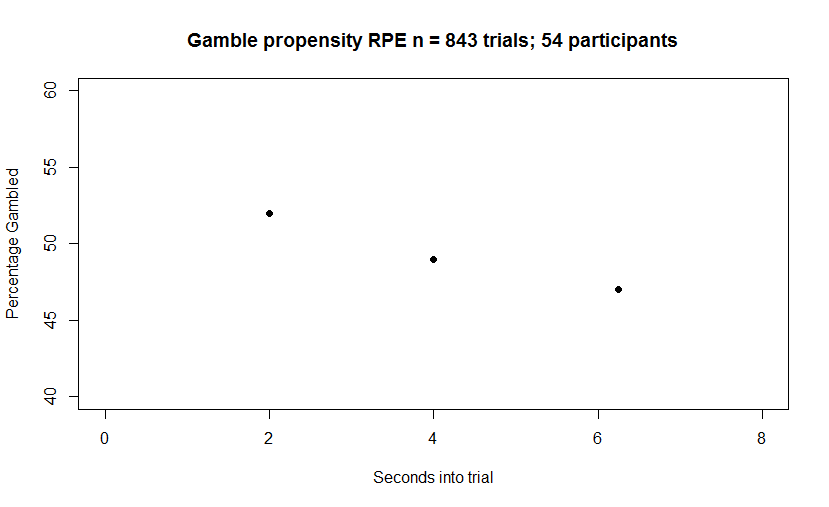 Gamble propensity RPE n = 843 trials; 54 participants
Percentage Gambled
60
55
50
45
40
0 2 4 6 8
Seconds into trial